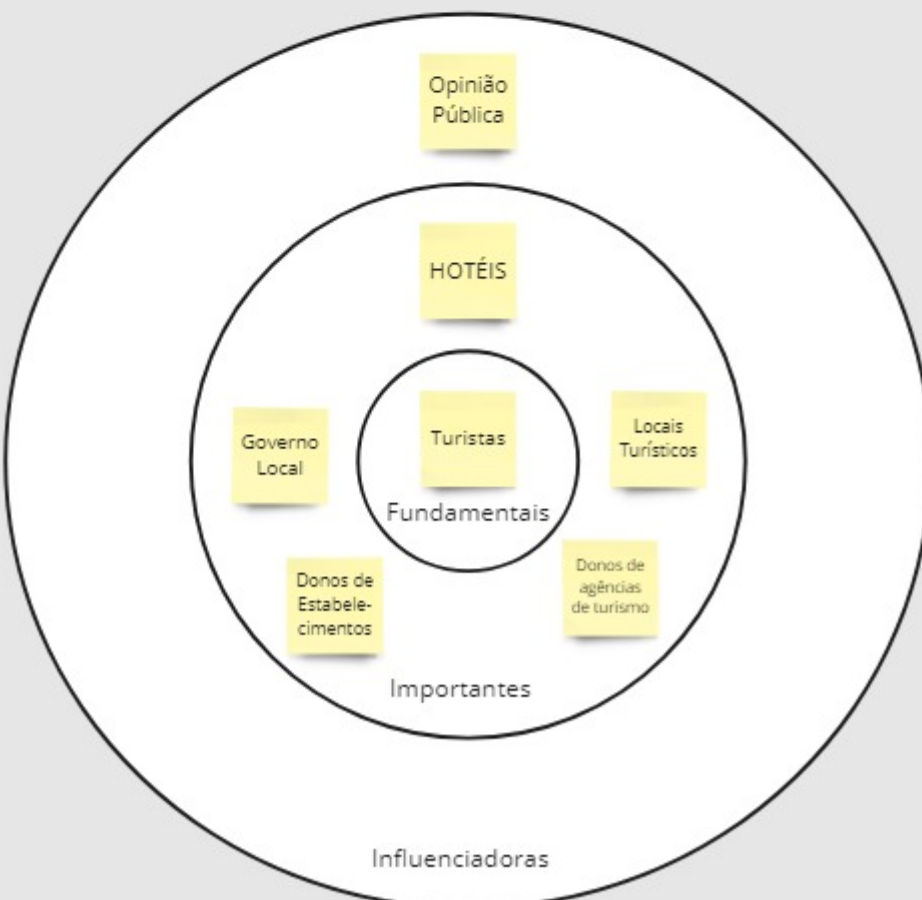 Opinião
Pública
HOTÉIS
Turistas
Locais
Turísticos
Governo
Local
Fundamentais
Donos de
agências
de turismo
Donos de
Estabele-
cimentos
Importantes
Influenciadoras